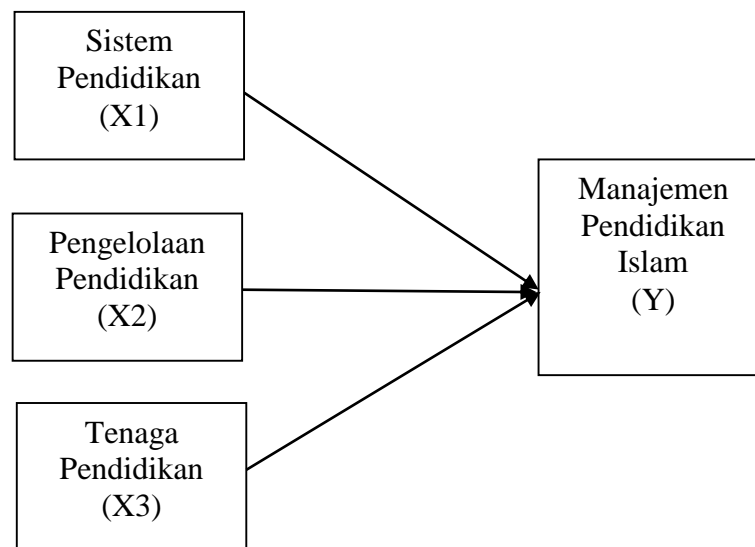 Sistem
Pendidikan
(X1)
Pengelolaan
Pendidikan
(X2)
Tenaga
Pendidikan
(X3)
Manajemen
Pendidikan
Islam
(Y)